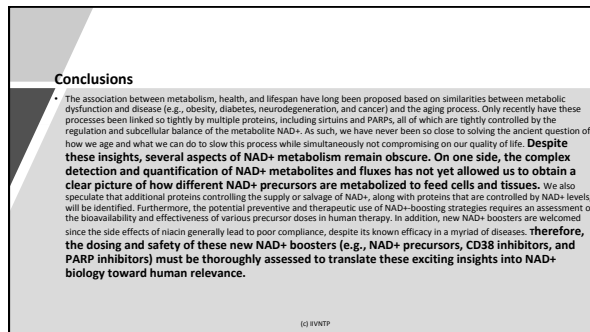 Conclusions
• The association between metabolism, health, and lifespan have long been proposed based on similarities between metabolic
dysfunction and disease (e.g., obesity, diabetes, neurodegeneration, and cancer) and the aging process. Only recently have these
processes been linked so tightly by multiple proteins, including sirtuins and PARPs, all of which are tightly controlled by the
regulation and subcellular balance of the metabolite NAD+. As such, we have never been so close to solving the ancient question of
how we age and what we can do to slow this process while simultaneously not compromising on our quality of life. Despite
these insights, several aspects of NAD+ metabolism remain obscure. On one side, the complex
detection and quantification of NAD+ metabolites and fluxes has not yet allowed us to obtain a
clear picture of how different NAD+ precursors are metabolized to feed cells and tissues. We also
speculate that additional proteins controlling the supply or salvage of NAD+, along with proteins that are controlled by NAD+ levels,
will be identified. Furthermore, the potential preventive and therapeutic use of NAD+-boosting strategies requires an assessment o
the bioavailability and effectiveness of various precursor doses in human therapy. In addition, new NAD+ boosters are welcomed
since the side effects of niacin generally lead to poor compliance, despite its known efficacy in a myriad of diseases. Therefore,
the dosing and safety of these new NAD+ boosters (e.g., NAD+ precursors, CD38 inhibitors, and
PARP inhibitors) must be thoroughly assessed to translate these exciting insights into NAD+
biology toward human relevance.
(c) IIVNTP